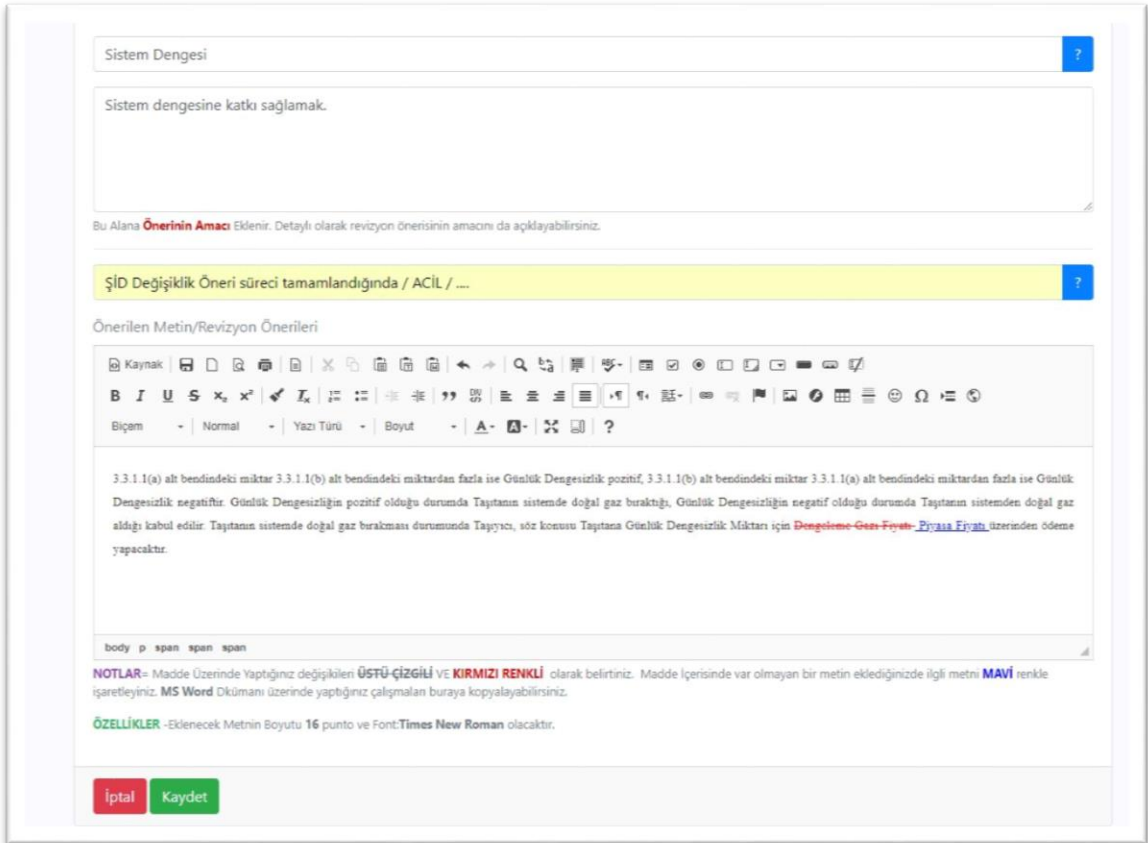 Sistem Dengesi
?
Sistem dengesine katkı sağlamak.
Bu Alana Önerinin Amacı Eklenir. Detaylı olarak revizyon önerisinin amacını da açıklayabilirsiniz.
ŞİD Değişiklik Öneri süreci tamamlandığında / ACİL / ....
?
Önerilen Metin/Revizyon Önerileri
Kaynak
ABC
B I U S x₂ x² Iₓ DIV
Biçem Normal Yazı Türü Boyut A A ?
3.3.1.1(a) alt bendindeki miktar 3.3.1.1(b) alt bendindeki miktardan fazla ise Günlük Dengesizlik pozitif, 3.3.1.1(b) alt bendindeki miktar 3.3.1.1(a) alt bendindeki miktardan fazla ise Günlük
Dengesizlik negatiftir. Günlük Dengesizliğin pozitif olduğu durumda Taşıtanın sistemde doğal gaz bıraktığı, Günlük Dengesizliğin negatif olduğu durumda Taşıtanın sistemden doğal gaz
aldığı kabul edilir. Taşıtanın sistemde doğal gaz bırakması durumunda Taşıyıcı, söz konusu Taşıtana Günlük Dengesizlik Miktarı için Dengeleme Gazı Fiyatı Piyasa Fiyatı üzerinden ödeme
yapacaktır.
body p span span span
NOTLAR= Madde Üzerinde Yaptığınız değişikileri ÜSTÜ ÇİZGİLİ VE KIRMIZI RENKLİ olarak belirtiniz. Madde İçerisinde var olmayan bir metin eklediğinizde ilgli metni MAVİ renkle
işaretleyiniz. MS Word Dkümanı üzerinde yaptığınız çalışmaları buraya kopyalayabilirsiniz.
ÖZELLİKLER -Eklenecek Metnin Boyutu 16 punto ve Font:Times New Roman olacaktır.
İptal Kaydet